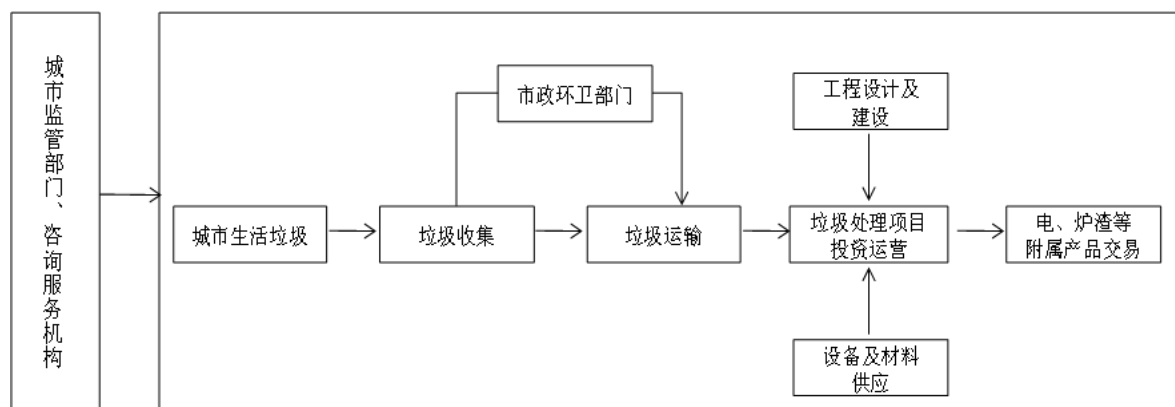 城市监管部门、咨询服务机构
市政环卫部门
工程设计及
建设
城市生活垃圾
垃圾收集
垃圾运输
垃圾处理项目
投资运营
电、炉渣等
附属产品交易
设备及材料
供应